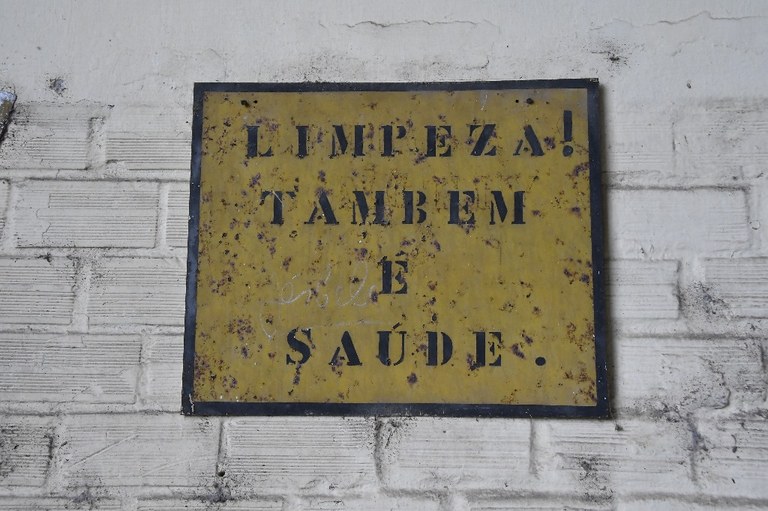 LIMPEZA!
TAMBEM
É
SAÚDE.